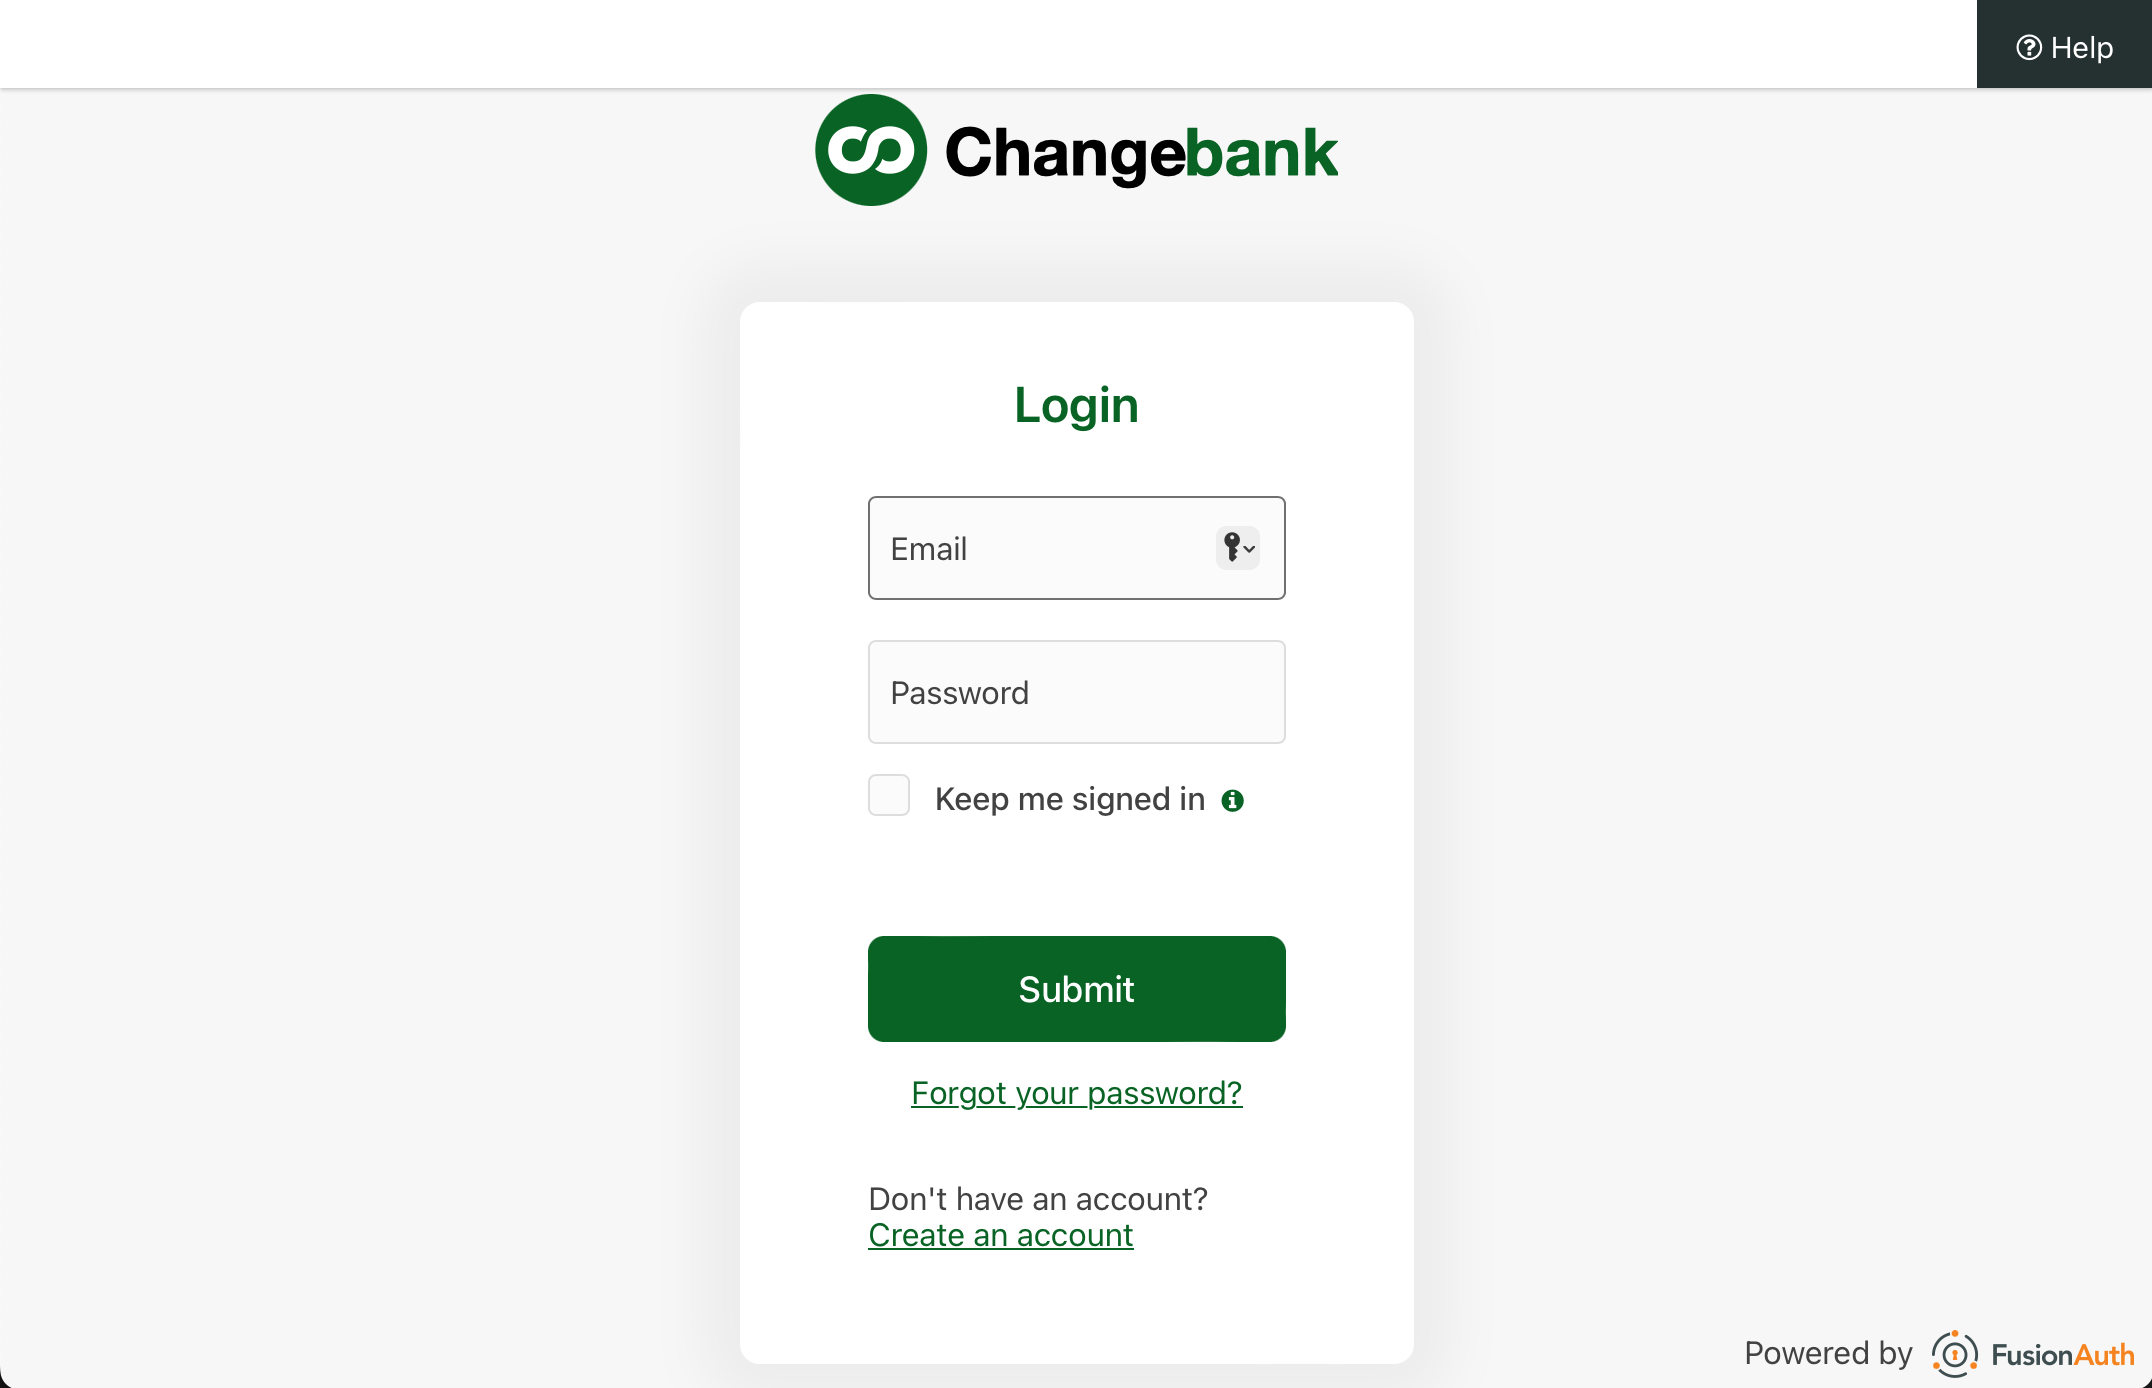 Help
Changebank
Login
Email
Password
Keep me signed in
Submit
Forgot your password?
Don't have an account?
Create an account
Powered by FusionAuth